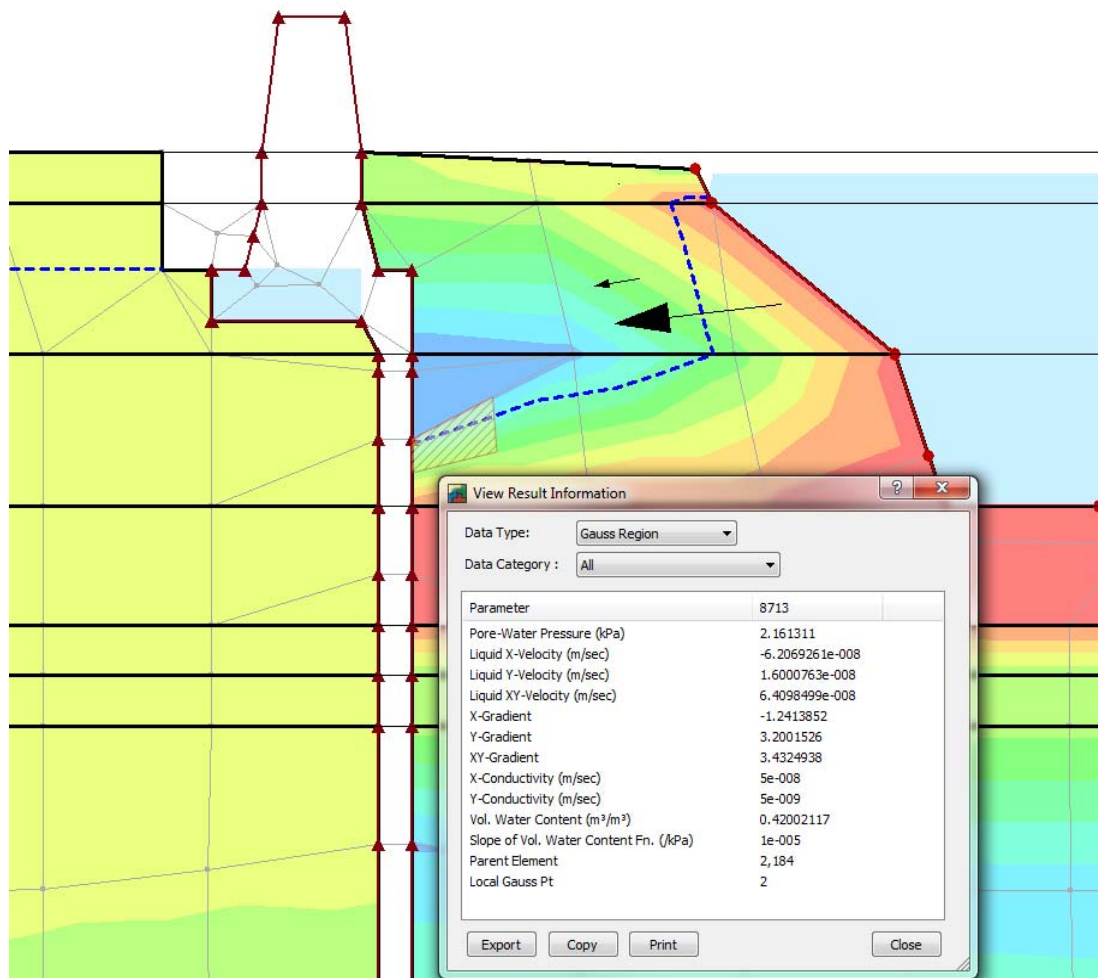 View Result Information
?
X
Data Type: Gauss Region
Data Category : All
Parameter 8713
Pore-Water Pressure (kPa) 2.161311
Liquid X-Velocity (m/sec) -6.2069261e-008
Liquid Y-Velocity (m/sec) 1.6000763e-008
Liquid XY-Velocity (m/sec) 6.4098499e-008
X-Gradient -1.2413852
Y-Gradient 3.2001526
XY-Gradient 3.4324938
X-Conductivity (m/sec) 5e-008
Y-Conductivity (m/sec) 5e-009
Vol. Water Content (m³/m³) 0.42002117
Slope of Vol. Water Content Fn. (/kPa) 1e-005
Parent Element 2,184
Local Gauss Pt 2
Export Copy Print Close